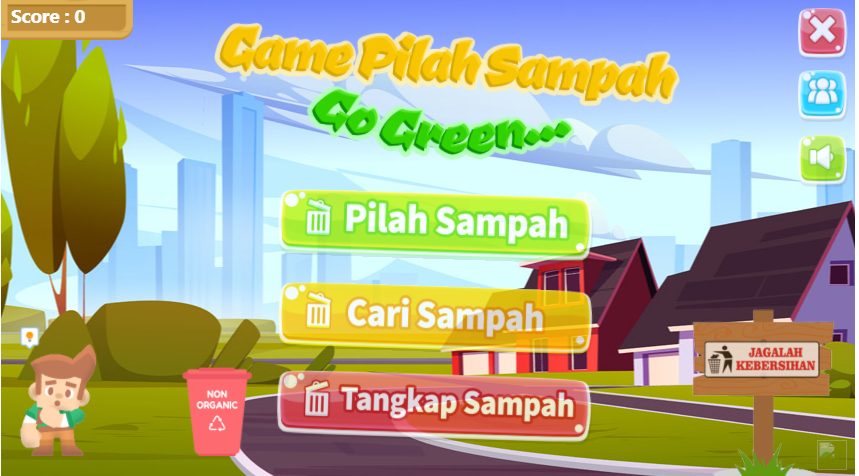 Score : 0
Game Pilah Sampah
Go Green...
Pilah Sampah
Cari Sampah
Tangkap Sampah
NON
ORGANIC
JAGALAH
KEBERSIHAN